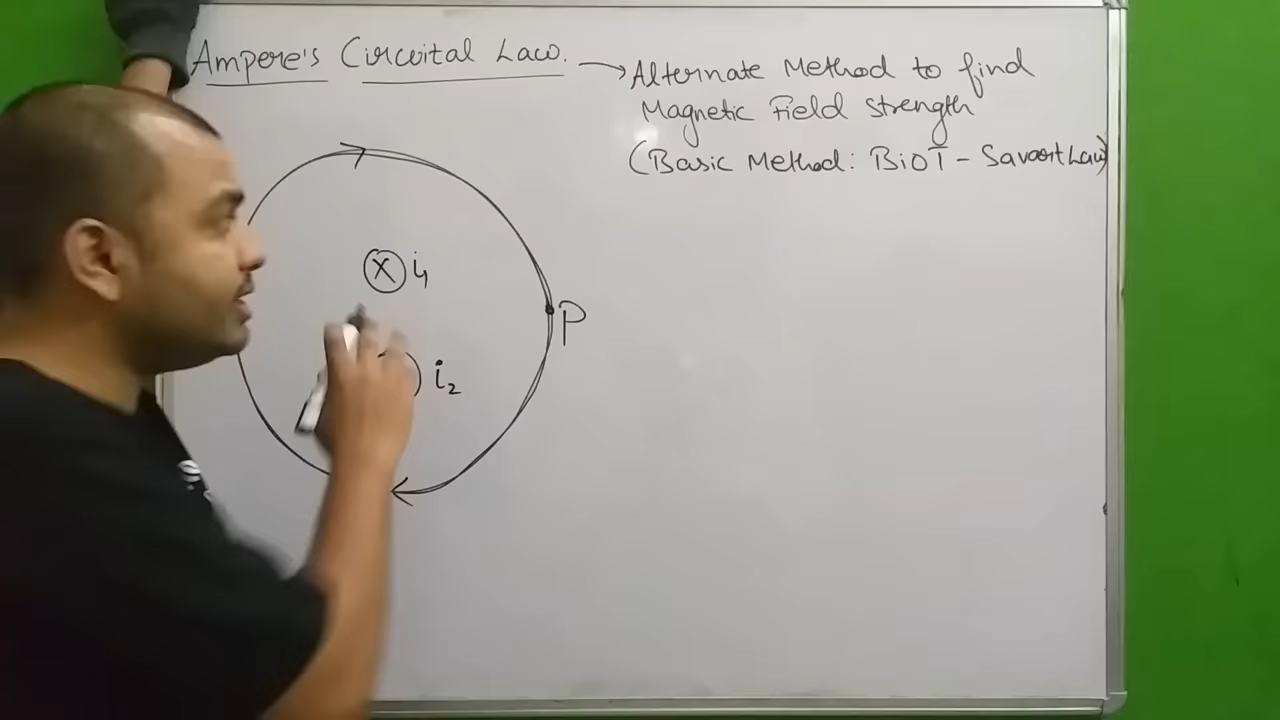 Ampere's Circuital Law. → Alternate Method to find
Magnetic Field strength
(Basic Method: BioT - Savart Law)
X i1
P
i2